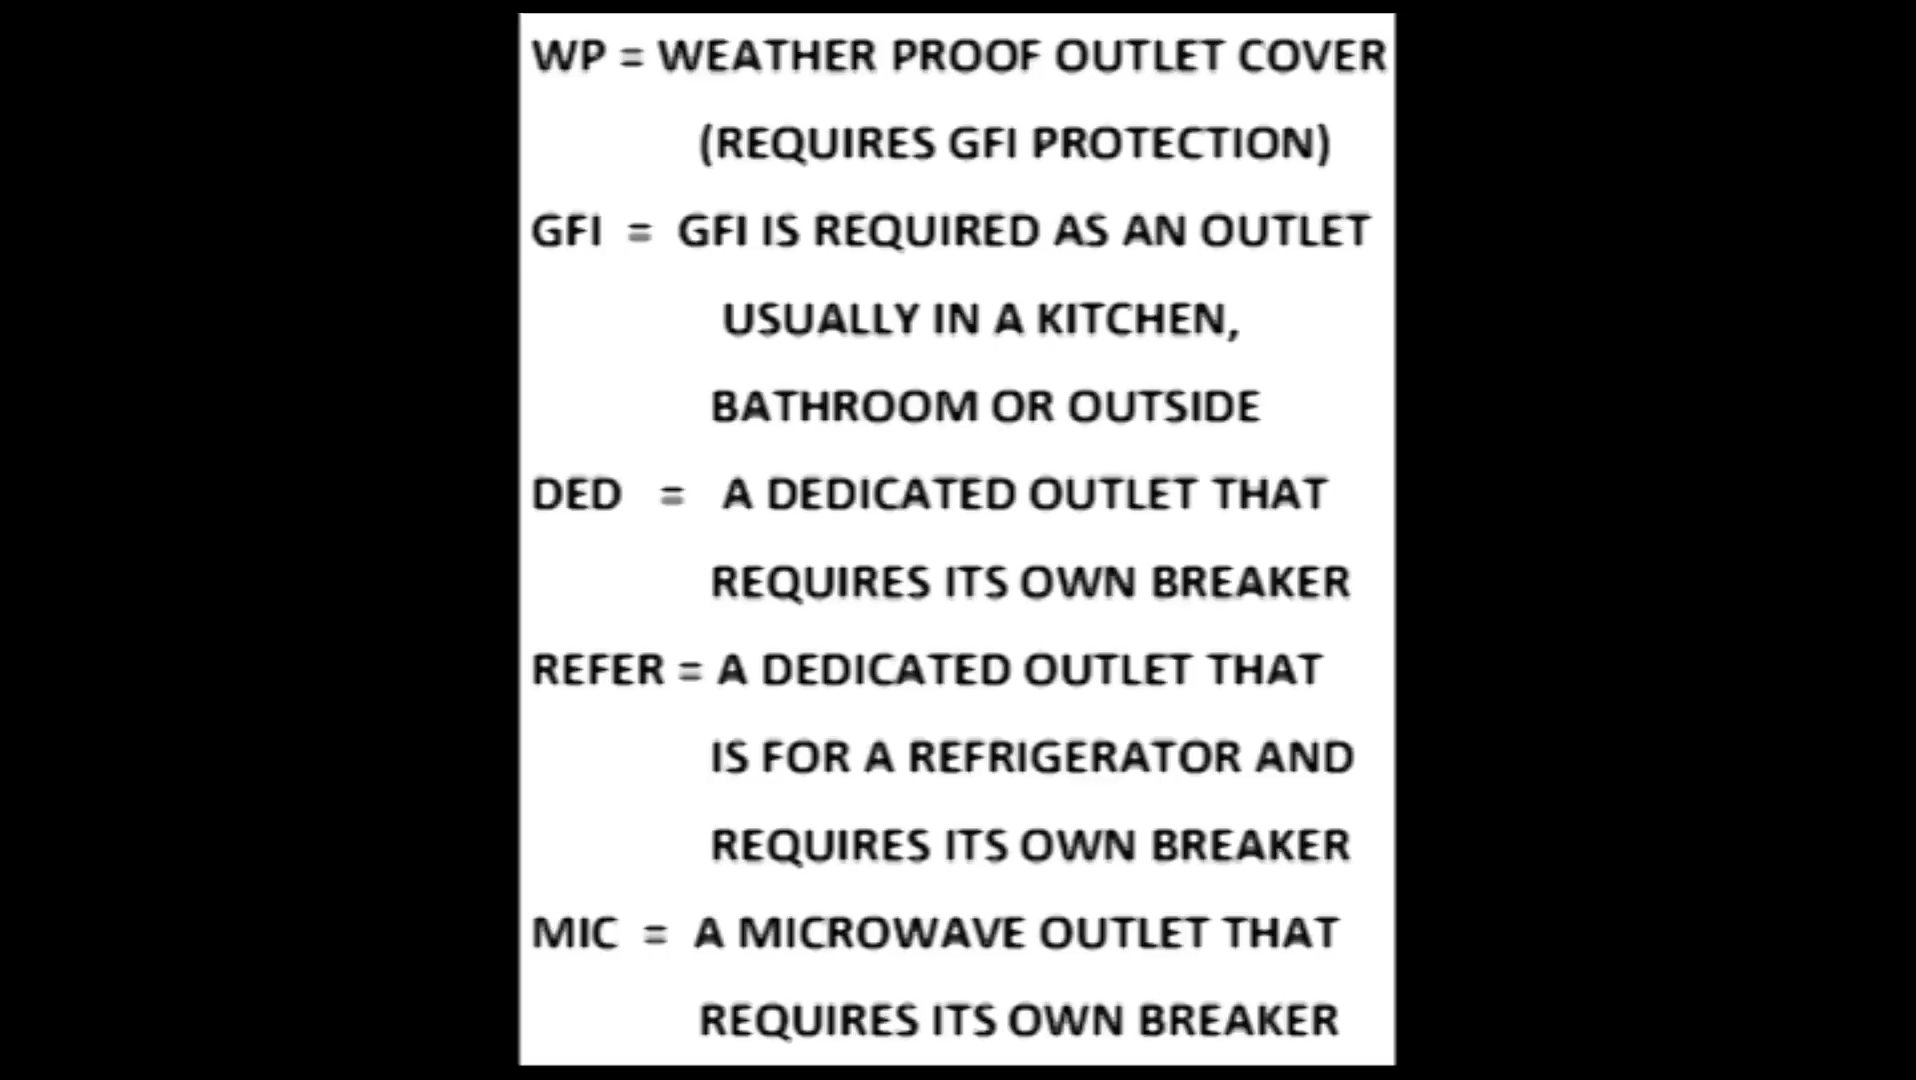 WP = WEATHER PROOF OUTLET COVER
(REQUIRES GFI PROTECTION)
GFI = GFI IS REQUIRED AS AN OUTLET
USUALLY IN A KITCHEN,
BATHROOM OR OUTSIDE
DED = A DEDICATED OUTLET THAT
REQUIRES ITS OWN BREAKER
REFER = A DEDICATED OUTLET THAT
IS FOR A REFRIGERATOR AND
REQUIRES ITS OWN BREAKER
MIC = A MICROWAVE OUTLET THAT
REQUIRES ITS OWN BREAKER